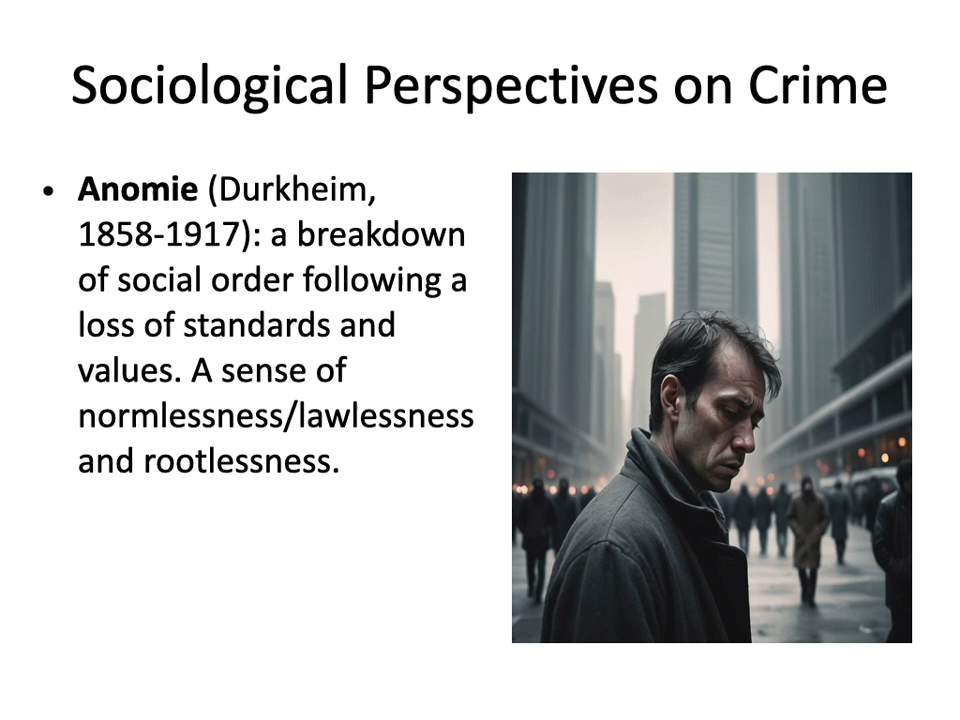 Sociological Perspectives on Crime
• Anomie (Durkheim,
1858-1917): a breakdown
of social order following a
loss of standards and
values. A sense of
normlessness/lawlessness
and rootlessness.